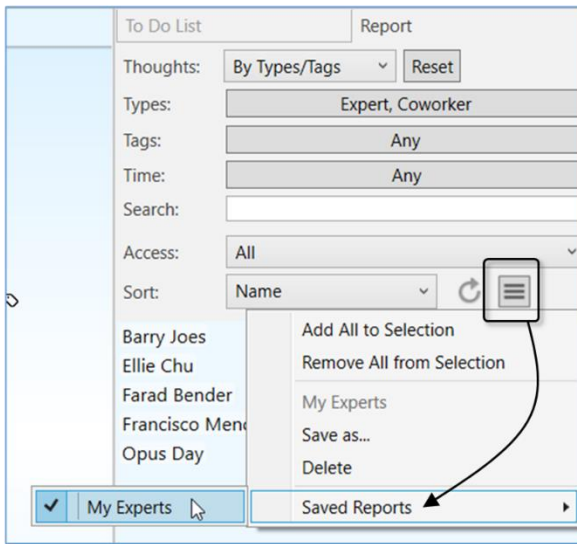 To Do List Report
Thoughts: By Types/Tags Reset
Types: Expert, Coworker
Tags: Any
Time: Any
Search:
Access: All
Sort: Name
Barry Joes
Ellie Chu
Farad Bender
Francisco
Opus Day
Add All to Selection
Remove All from Selection
My Experts
Save as...
Delete
Saved Reports
My Experts